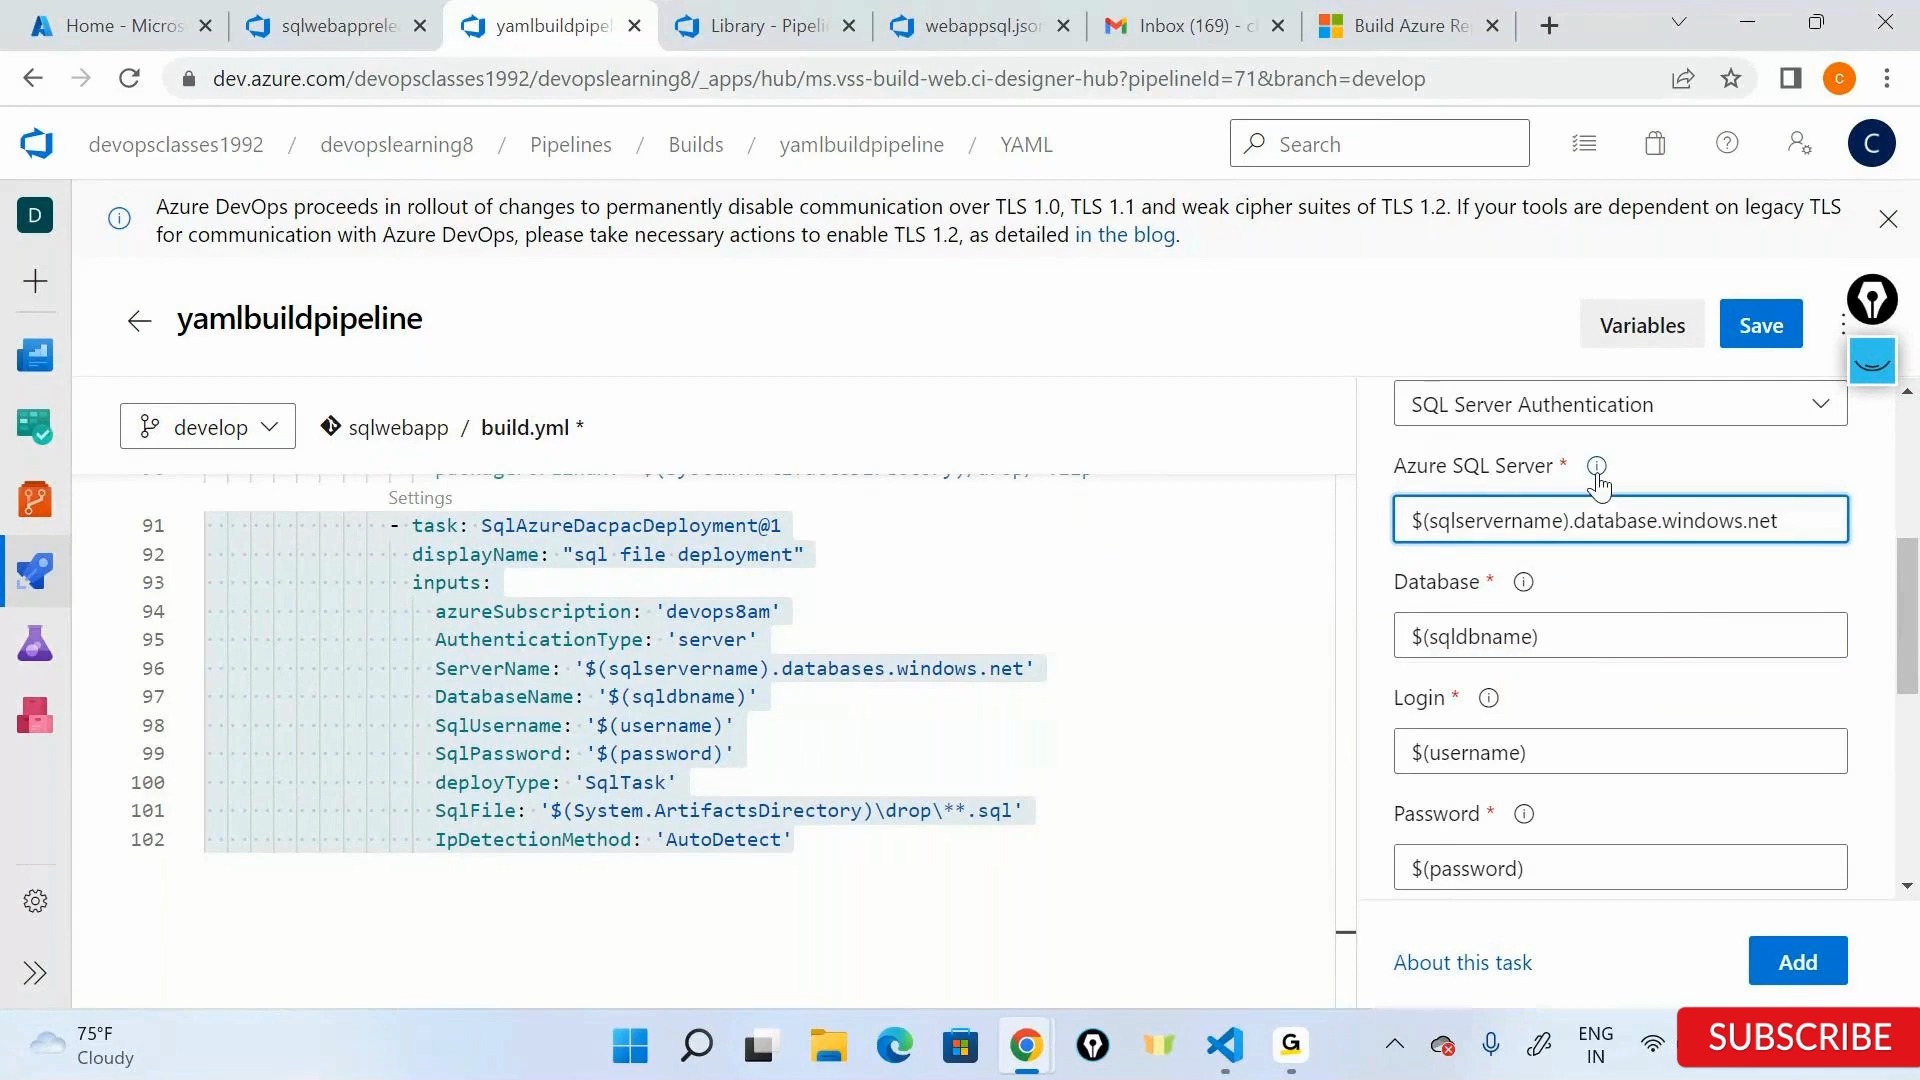 Home - Micros
sqlwebapprele
yamlbuildpipel
Library - Pipeli
webappsql.json
Inbox (169) - c
Build Azure Re
dev.azure.com/devopsclasses1992/devopslearning8/_apps/hub/ms.vss-build-web.ci-designer-hub?pipelineId=71&branch=develop
C
devopsclasses1992 / devopslearning8 / Pipelines / Builds / yamlbuildpipeline / YAML
Search
C
D
Azure DevOps proceeds in rollout of changes to permanently disable communication over TLS 1.0, TLS 1.1 and weak cipher suites of TLS 1.2. If your tools are dependent on legacy TLS
for communication with Azure DevOps, please take necessary actions to enable TLS 1.2, as detailed in the blog.
yamlbuildpipeline
Variables
Save
develop
sqlwebapp / build.yml *
Settings
91 - task: SqlAzureDacpacDeployment@1
92 displayName: "sql file deployment"
93 inputs:
94 azureSubscription: 'devops8am'
95 AuthenticationType: 'server'
96 ServerName: '$(sqlservername).databases.windows.net'
97 DatabaseName: '$(sqldbname)'
98 SqlUsername: '$(username)'
99 SqlPassword: '$(password)'
100 deployType: 'SqlTask'
101 SqlFile: '$(System.ArtifactsDirectory)\drop\**.sql'
102 IpDetectionMethod: 'AutoDetect'
SQL Server Authentication
Azure SQL Server *
$(sqlservername).database.windows.net
Database *
$(sqldbname)
Login *
$(username)
Password *
$(password)
About this task
Add
75°F
Cloudy
G
ENG
IN
SUBSCRIBE